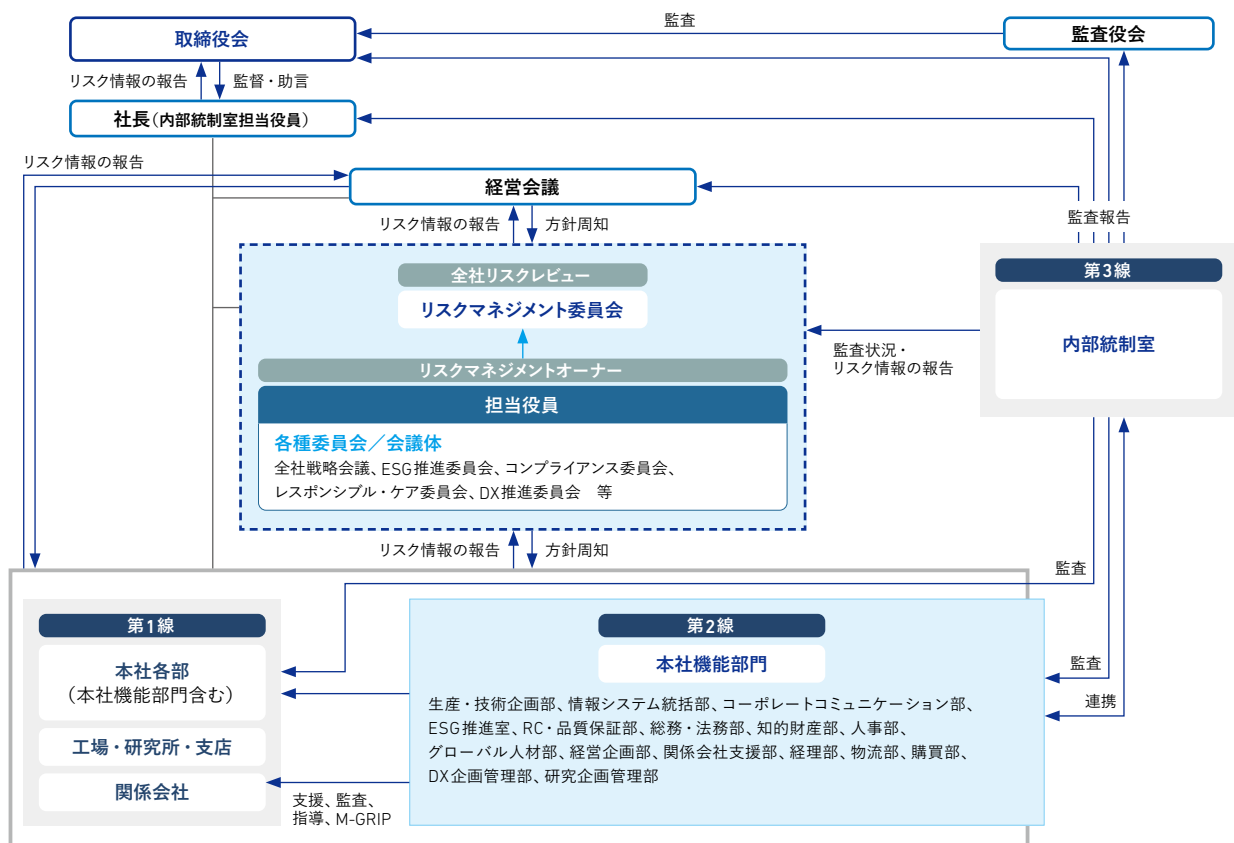 監査
取締役会
監査役会
リスク情報の報告
監督・助言
社長(内部統制室担当役員)
リスク情報の報告
経営会議
リスク情報の報告
方針周知
監査報告
全社リスクレビュー
リスクマネジメント委員会
第3線
内部統制室
監査状況・
リスク情報の報告
リスクマネジメントオーナー
担当役員
各種委員会／会議体
全社戦略会議、ESG推進委員会、コンプライアンス委員会、
レスポンシブル・ケア委員会、DX推進委員会　等
リスク情報の報告
方針周知
監査
第1線
本社各部
(本社機能部門含む)
工場・研究所・支店
関係会社
支援、監査、
指導、M-GRIP
第2線
本社機能部門
生産・技術企画部、情報システム統括部、コーポレートコミュニケーション部、
ESG推進室、RC・品質保証部、総務・法務部、知的財産部、人事部、
グローバル人材部、経営企画部、関係会社支援部、経理部、物流部、購買部、
DX企画管理部、研究企画管理部
監査
連携